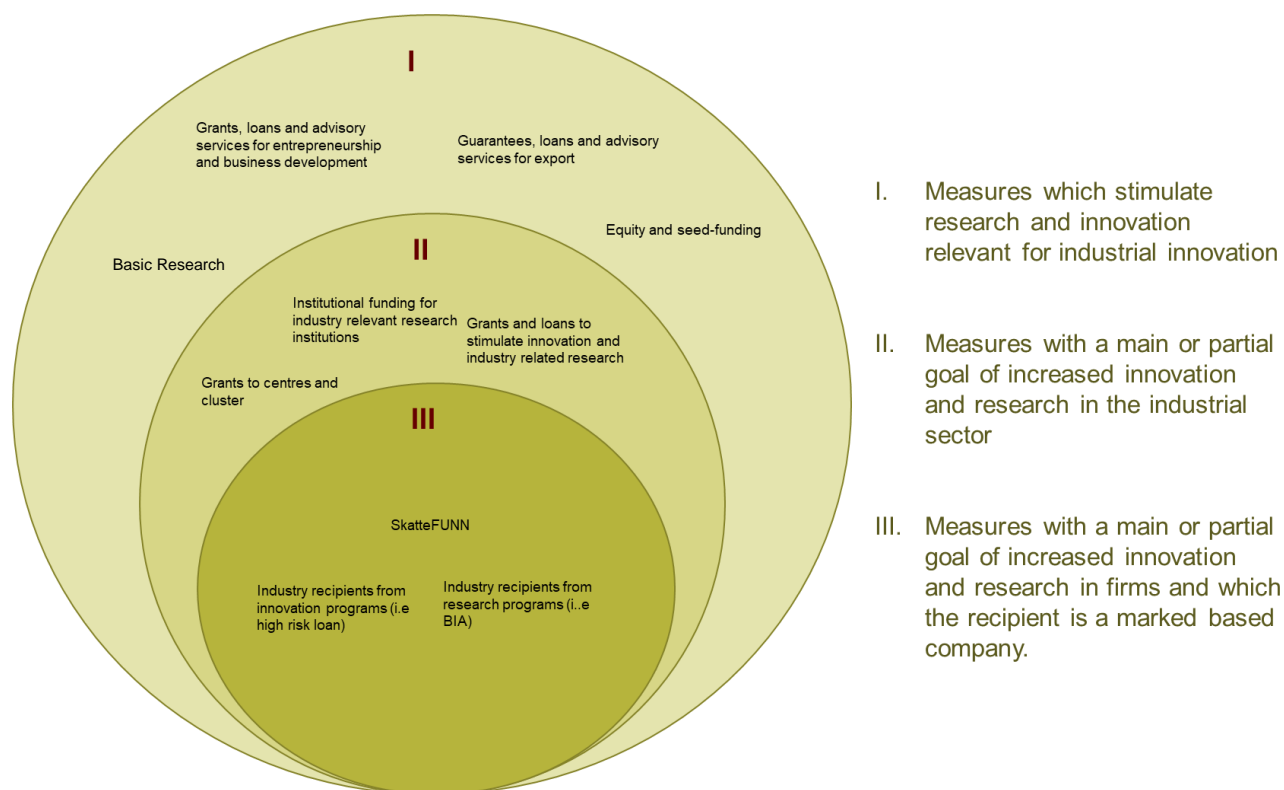 I
Grants, loans and advisory
services for entrepreneurship
and business development
Guarantees, loans and advisory
services for export
Equity and seed-funding
Basic Research
II
Institutional funding for
industry relevant research
institutions
Grants and loans to
stimulate innovation and
industry related research
Grants to centres and
cluster
III
SkatteFUNN
Industry recipients from
innovation programs (i.e
high risk loan)
Industry recipients from
research programs (i..e
BIA)
I. Measures which stimulate
research and innovation
relevant for industrial innovation
II. Measures with a main or partial
goal of increased innovation
and research in the industrial
sector
III. Measures with a main or partial
goal of increased innovation
and research in firms and which
the recipient is a marked based
company.